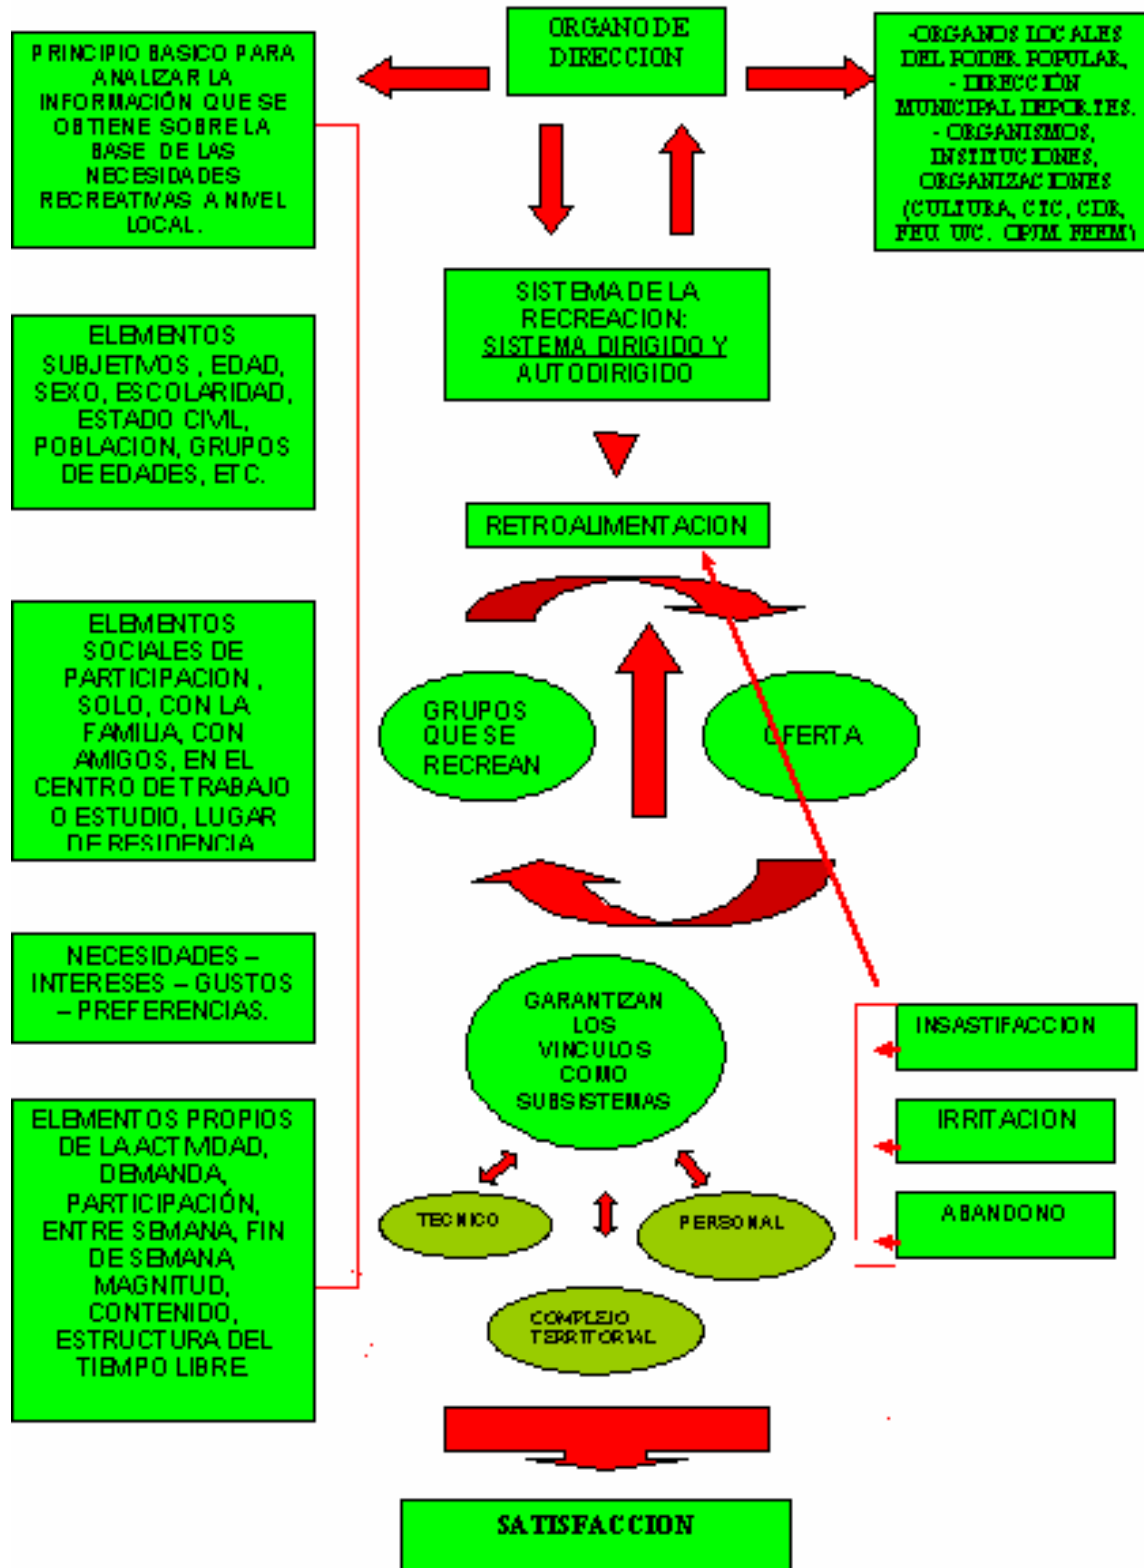 ORGANO DE
DIRECCION
PRINCIPIO BASICO PARA
ANALIZAR LA
INFORMACIÓN QUE SE
OBTIENE SOBRE LA
BASE DE LAS
NECESIDADES
RECREATIVAS A NIVEL
LOCAL.
-ORGANOS LOCALES
DEL PODER POPULAR,
- DIRECCIÓN
MUNICIPAL DEPORTES.
- ORGANISMOS,
INSTITUCIONES,
ORGANIZACIONES
(CULTURA, CTC, CDR,
FEU, UJC, OPJM, FEEM)
SISTEMA DE LA
RECREACION:
SISTEMA DIRIGIDO Y
AUTODIRIGIDO
ELEMENTOS
SUBJETIVOS , EDAD,
SEXO, ESCOLARIDAD,
ESTADO CIVIL,
POBLACION, GRUPOS
DE EDADES, ETC.
RETROALIMENTACION
ELEMENTOS
SOCIALES DE
PARTICIPACION ,
SOLO, CON LA
FAMILIA, CON
AMIGOS, EN EL
CENTRO DE TRABAJO
O ESTUDIO, LUGAR
DE RESIDENCIA
GRUPOS
QUE SE
RECREAN
OFERTA
NECESIDADES –
INTERESES – GUSTOS
– PREFERENCIAS.
GARANTIZAN
LOS
VINCULOS
COMO
SUBSISTEMAS
INSASTIFACCION
IRRITACION
ABANDONO
ELEMENTOS PROPIOS
DE LA ACTIVIDAD,
DEMANDA,
PARTICIPACIÓN,
ENTRE SEMANA, FIN
DE SEMANA,
MAGNITUD,
CONTENIDO,
ESTRUCTURA DEL
TIEMPO LIBRE.
TECNICO
PERSONAL
COMPLEJO
TERRITORIAL
SATISFACCION